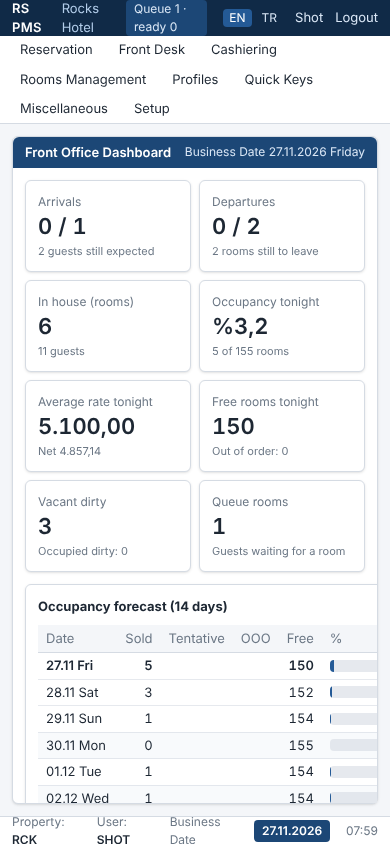 RS PMS
Rocks Hotel
Queue 1 · ready 0
EN TR Shot Logout
Reservation Front Desk Cashiering
Rooms Management Profiles Quick Keys
Miscellaneous Setup
Front Office Dashboard Business Date 27.11.2026 Friday
Arrivals
0 / 1
2 guests still expected
Departures
0 / 2
2 rooms still to leave
In house (rooms)
6
11 guests
Occupancy tonight
%3,2
5 of 155 rooms
Average rate tonight
5.100,00
Net 4.857,14
Free rooms tonight
150
Out of order: 0
Vacant dirty
3
Occupied dirty: 0
Queue rooms
1
Guests waiting for a room
Occupancy forecast (14 days)
Date Sold Tentative OOO Free %
27.11 Fri 5 150
28.11 Sat 3 152
29.11 Sun 1 154
30.11 Mon 0 155
01.12 Tue 1 154
02.12 Wed 1 154
Property: RCK
User: SHOT
Business Date
27.11.2026
07:59